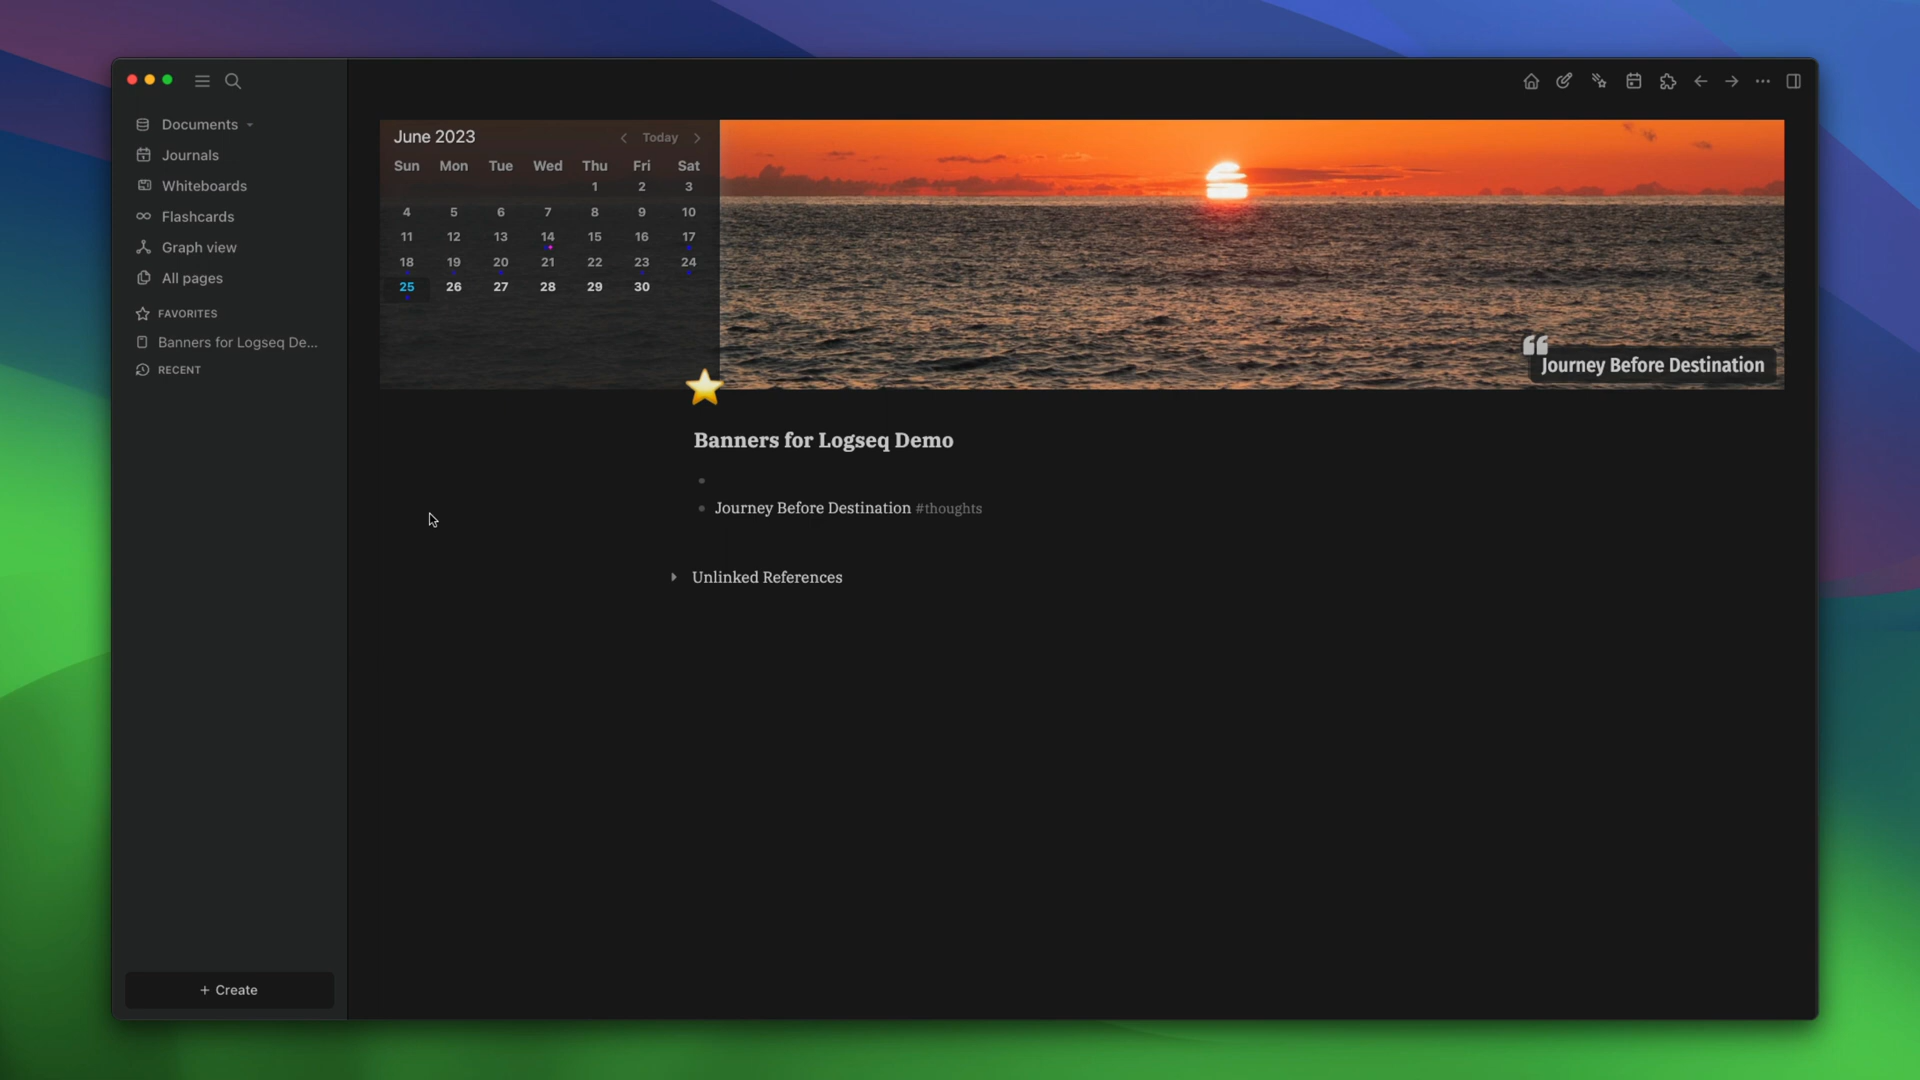 Documents
Journals
Whiteboards
Flashcards
Graph view
All pages
FAVORITES
Banners for Logseq De...
RECENT
+ Create
June 2023
Today
Sun Mon Tue Wed Thu Fri Sat
1 2 3
4 5 6 7 8 9 10
11 12 13 14 15 16 17
18 19 20 21 22 23 24
25 26 27 28 29 30
“Journey Before Destination
Banners for Logseq Demo
Journey Before Destination #thoughts
Unlinked References